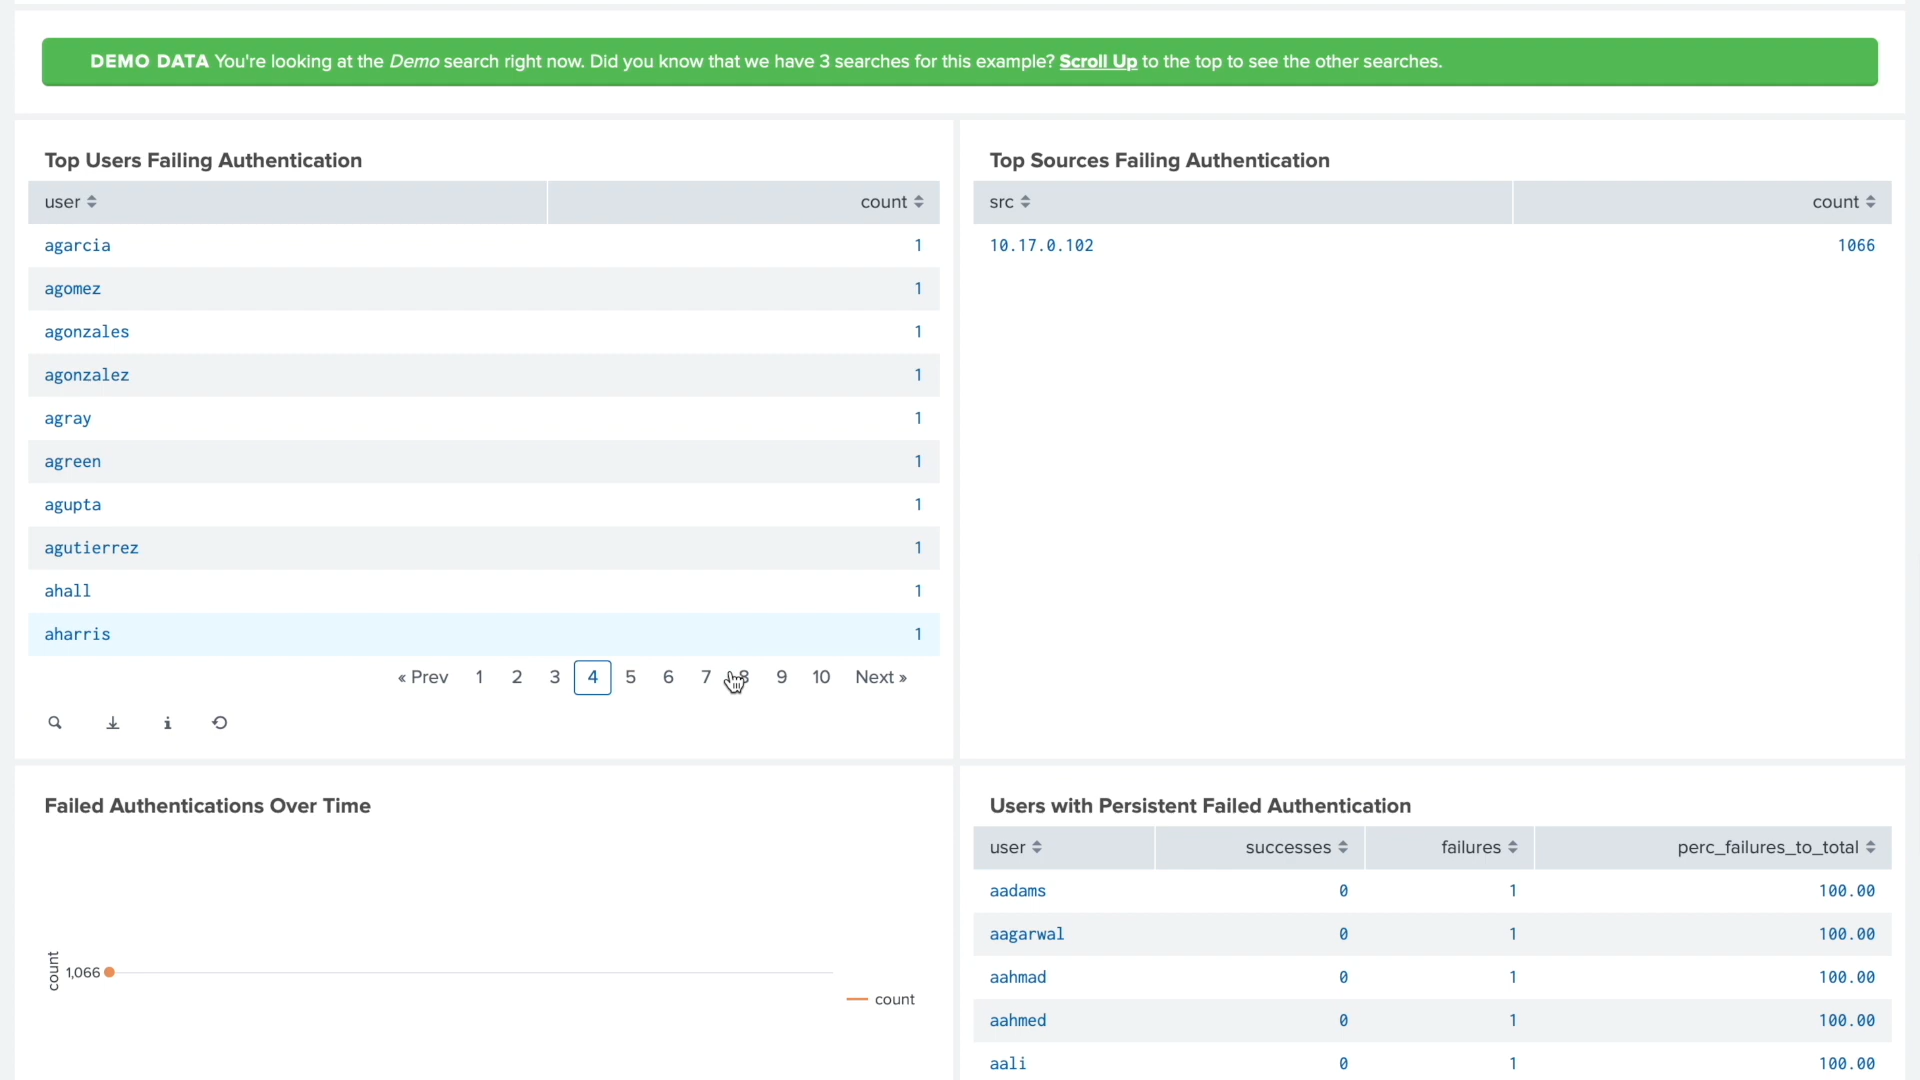 DEMO DATA You're looking at the Demo search right now. Did you know that we have 3 searches for this example? Scroll Up to the top to see the other searches.
Top Users Failing Authentication
user count
agarcia 1
agomez 1
agonzales 1
agonzalez 1
agray 1
agreen 1
agupta 1
agutierrez 1
ahall 1
aharris 1
« Prev 1 2 3 4 5 6 7 8 9 10 Next »
Top Sources Failing Authentication
src count
10.17.0.102 1066
Failed Authentications Over Time
count
1,066
count
Users with Persistent Failed Authentication
user successes failures perc_failures_to_total
aadams 0 1 100.00
aagarwal 0 1 100.00
aahmad 0 1 100.00
aahmed 0 1 100.00
aali 0 1 100.00